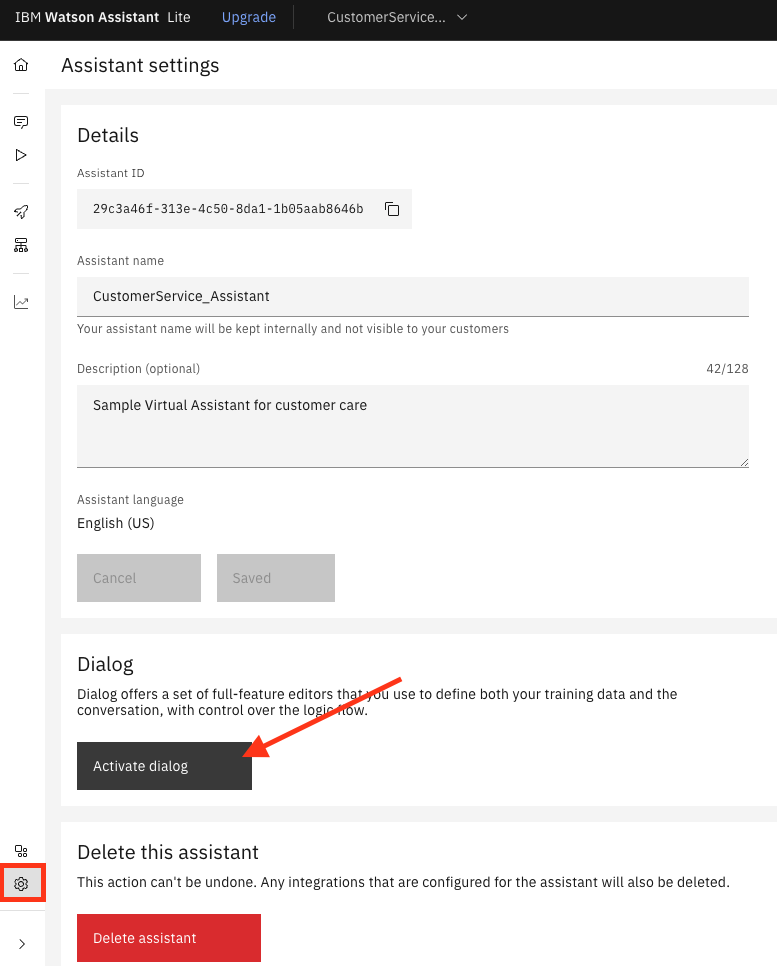 IBM Watson Assistant Lite Upgrade CustomerService...
Assistant settings
Details
Assistant ID
29c3a46f-313e-4c50-8da1-1b05aab8646b
Assistant name
CustomerService_Assistant
Your assistant name will be kept internally and not visible to your customers
Description (optional) 42/128
Sample Virtual Assistant for customer care
Assistant language
English (US)
Cancel Saved
Dialog
Dialog offers a set of full-feature editors that you use to define both your training data and the
conversation, with control over the logic flow.
Activate dialog
Delete this assistant
This action can't be undone. Any integrations that are configured for the assistant will also be deleted.
Delete assistant